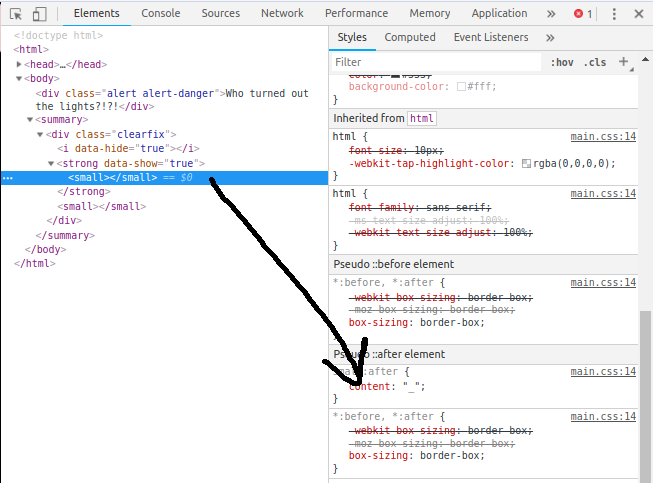 Elements Console Sources Network Performance Memory Application » 1
Styles Computed Event Listeners »
Filter :hov .cls +
<!doctype html>
<html>
<head>…</head>
<body>
<div class="alert alert-danger">Who turned out
the lights?!?!</div>
<summary>
<div class="clearfix">
<i data-hide="true"></i>
<strong data-show="true">
<small></small> == $0
</strong>
<small></small>
</div>
</summary>
</body>
</html>
background-color: #fff;
}
Inherited from html
html { main.css:14
font-size: 10px;
-webkit-tap-highlight-color: rgba(0,0,0,0);
}
html { main.css:14
font-family: sans-serif;
-ms-text-size-adjust: 100%;
-webkit-text-size-adjust: 100%;
}
Pseudo ::before element
*:before, *:after { main.css:14
-webkit-box-sizing: border-box;
-moz-box-sizing: border-box;
box-sizing: border-box;
Pseudo ::after element
small:after { main.css:14
content: "_";
}
*:before, *:after { main.css:14
-webkit-box-sizing: border-box;
-moz-box-sizing: border-box;
box-sizing: border-box;
}